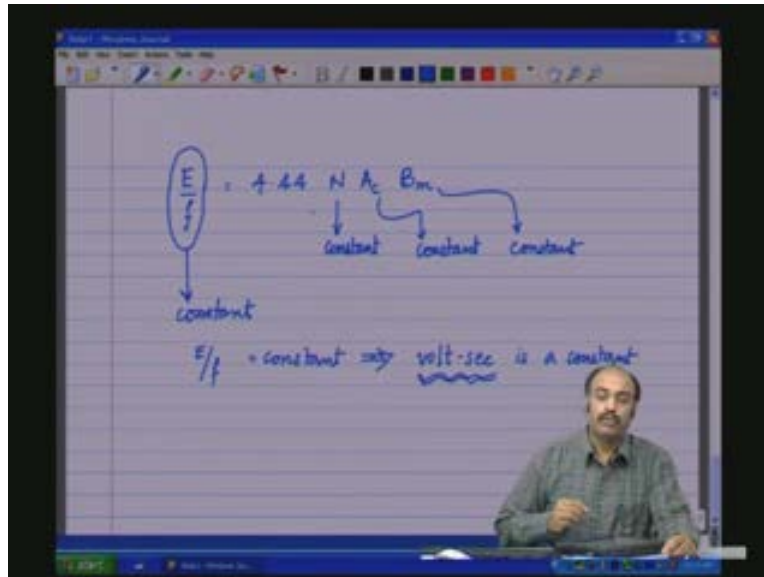 E/f = 4.44 N Ac Bm
constant constant constant
constant
E/f = constant ⇒ volt-sec is a constant